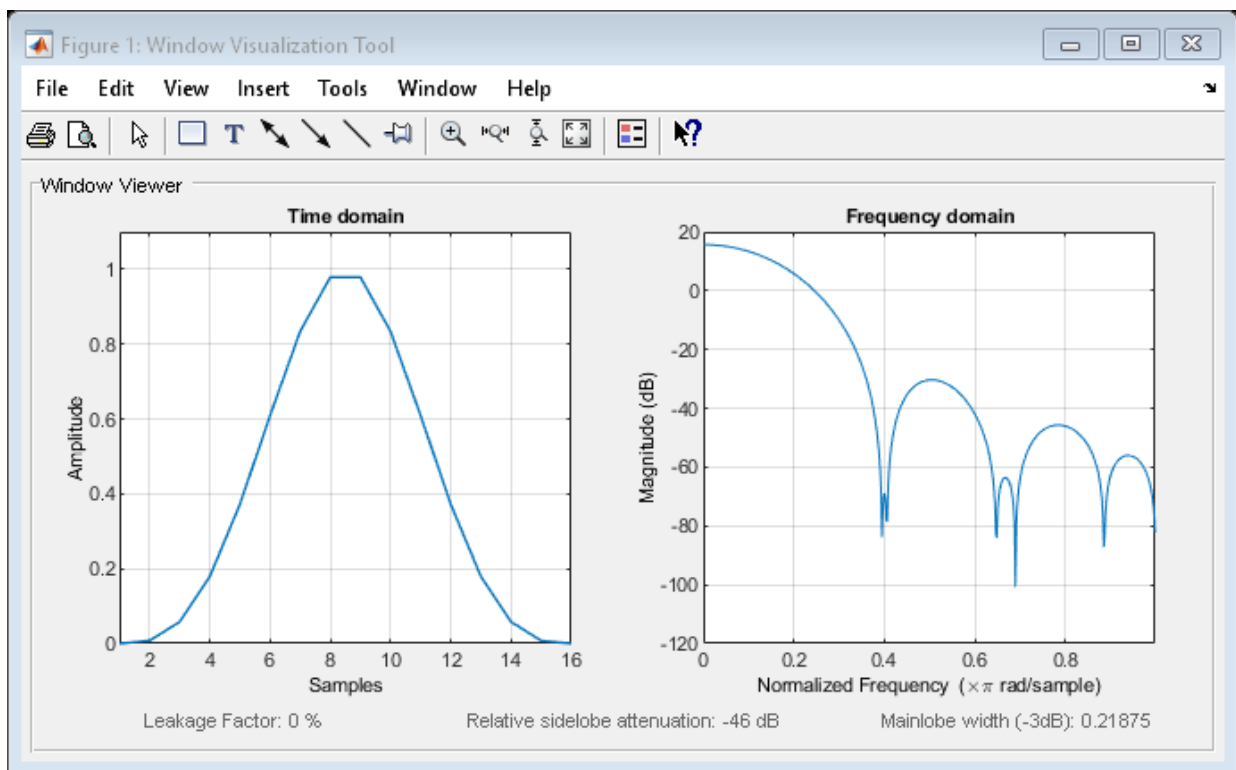 Figure 1: Window Visualization Tool
File Edit View Insert Tools Window Help
T
?
Window Viewer
Time domain
1
0.8
0.6
0.4
0.2
0
Amplitude
2 4 6 8 10 12 14 16
Samples
Frequency domain
20
0
-20
-40
-60
-80
-100
-120
Magnitude (dB)
0 0.2 0.4 0.6 0.8
Normalized Frequency (×π rad/sample)
Leakage Factor: 0 % Relative sidelobe attenuation: -46 dB Mainlobe width (-3dB): 0.21875